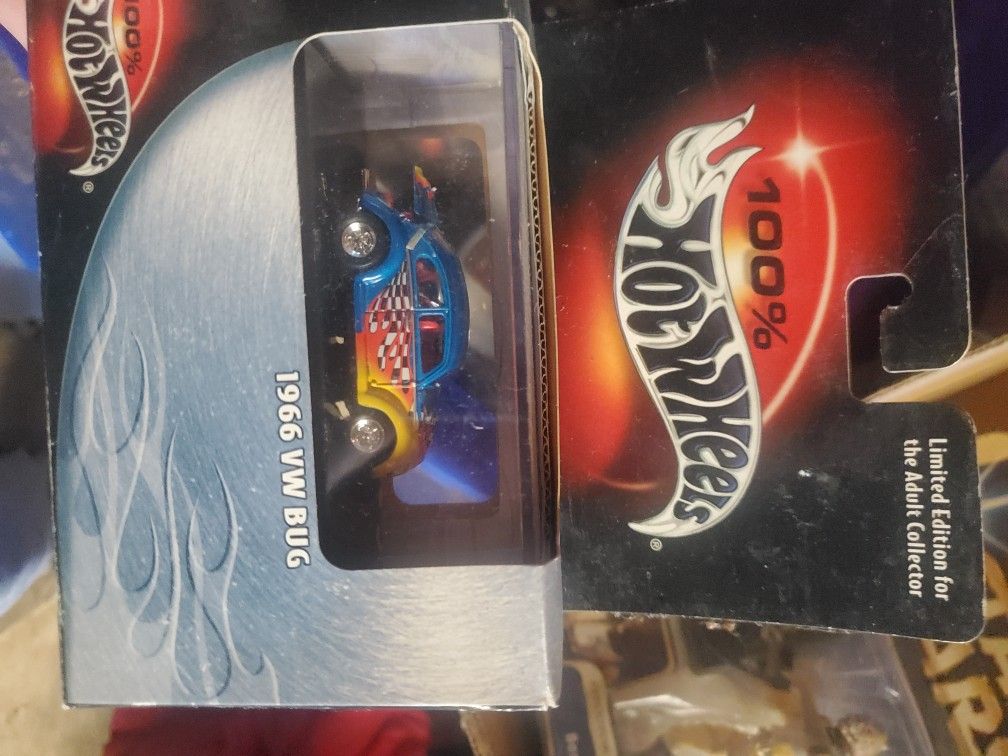 Limited Edition for
the Adult Collector
100%
Hot Wheels®
100%
Hot Wheels®
1966 VW BUG